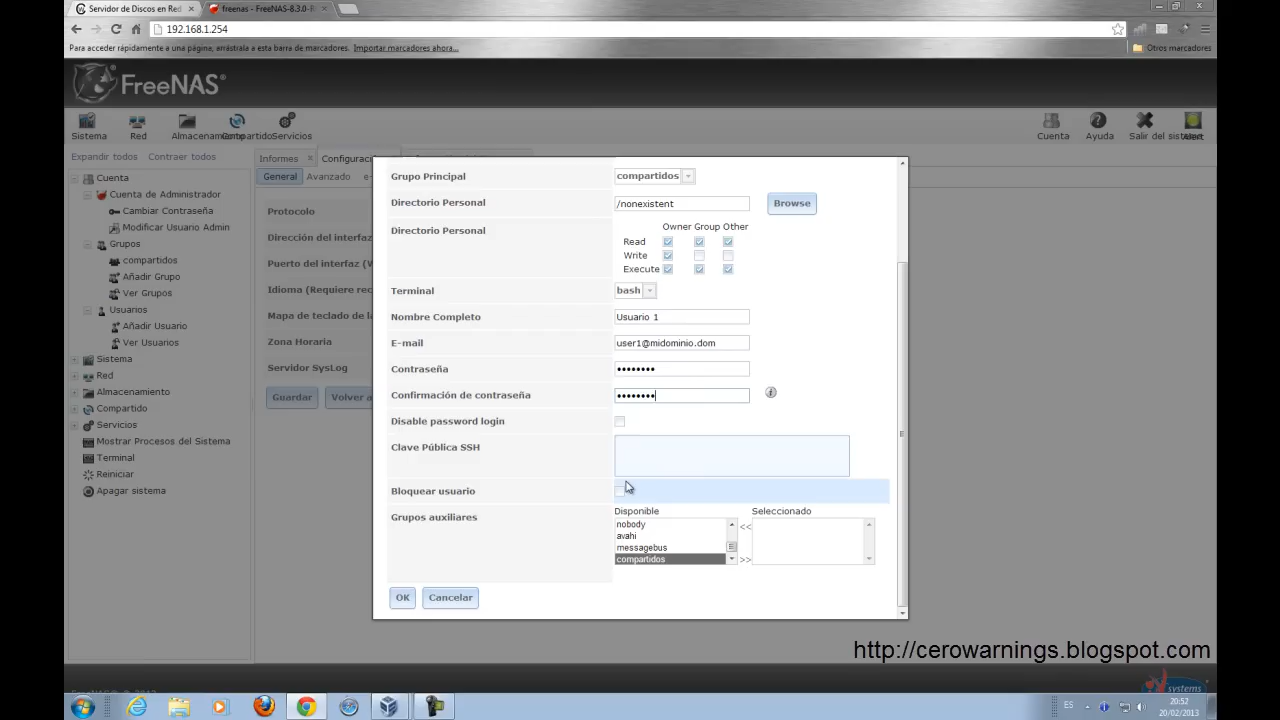 Servidor de Discos en Red
freenas - FreeNAS-8.3.0-R
192.168.1.254
Para acceder rápidamente a una página, arrástrala a esta barra de marcadores. Importar marcadores ahora...
Otros marcadores
FreeNAS®
Sistema
Red
Almacenamiento
Compartido
Servicios
Cuenta
Ayuda
Salir del sistema
Alert
Expandir todos
Contraer todos
Informes
General
Avanzado
Cuenta
Cuenta de Administrador
Cambiar Contraseña
Modificar Usuario Admin
Grupos
compartidos
Añadir Grupo
Ver Grupos
Usuarios
Añadir Usuario
Ver Usuarios
Sistema
Red
Almacenamiento
Compartido
Servicios
Mostrar Procesos del Sistema
Terminal
Reiniciar
Apagar sistema
Protocolo
Dirección del interfaz
Puerto del interfaz (
Idioma (Requiere rec
Mapa de teclado de la
Zona Horaria
Servidor SysLog
Guardar
Volver a
Grupo Principal
compartidos
Directorio Personal
/nonexistent
Browse
Directorio Personal
Owner Group Other
Read
Write
Execute
Terminal
bash
Nombre Completo
Usuario 1
E-mail
user1@midominio.dom
Contraseña
••••••••
Confirmación de contraseña
••••••••
Disable password login
Clave Pública SSH
Bloquear usuario
Grupos auxiliares
Disponible
Seleccionado
nobody
avahi
messagebus
compartidos
<<
>>
OK
Cancelar
http://cerowarnings.blogspot.com
systems
ES
20:52
20/02/2013